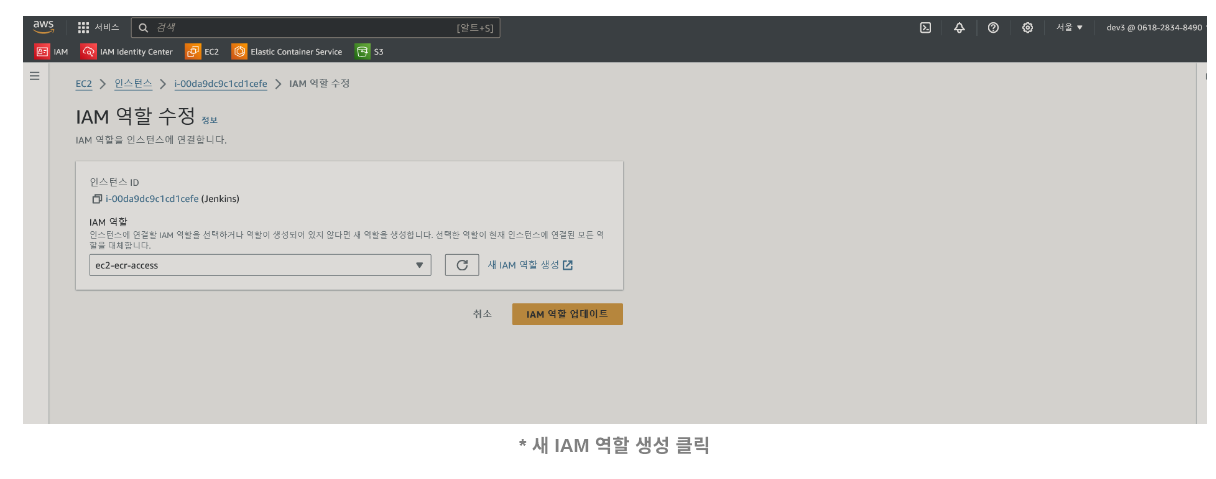 aws 서비스 검색 [알트+S] 서울 ▼ dev3 @ 0618-2834-8490
IAM IAM Identity Center EC2 Elastic Container Service S3
EC2 > 인스턴스 > i-00da9dc9c1cd1cefe > IAM 역할 수정
IAM 역할 수정 정보
IAM 역할을 인스턴스에 연결합니다.
인스턴스 ID
i-00da9dc9c1cd1cefe (Jenkins)
IAM 역할
인스턴스에 연결할 IAM 역할을 선택하거나 역할이 생성되어 있지 않다면 새 역할을 생성합니다. 선택한 역할이 현재 인스턴스에 연결된 모든 역
할을 대체합니다.
ec2-ecr-access ▼ 새 IAM 역할 생성
취소 IAM 역할 업데이트
* 새 IAM 역할 생성 클릭